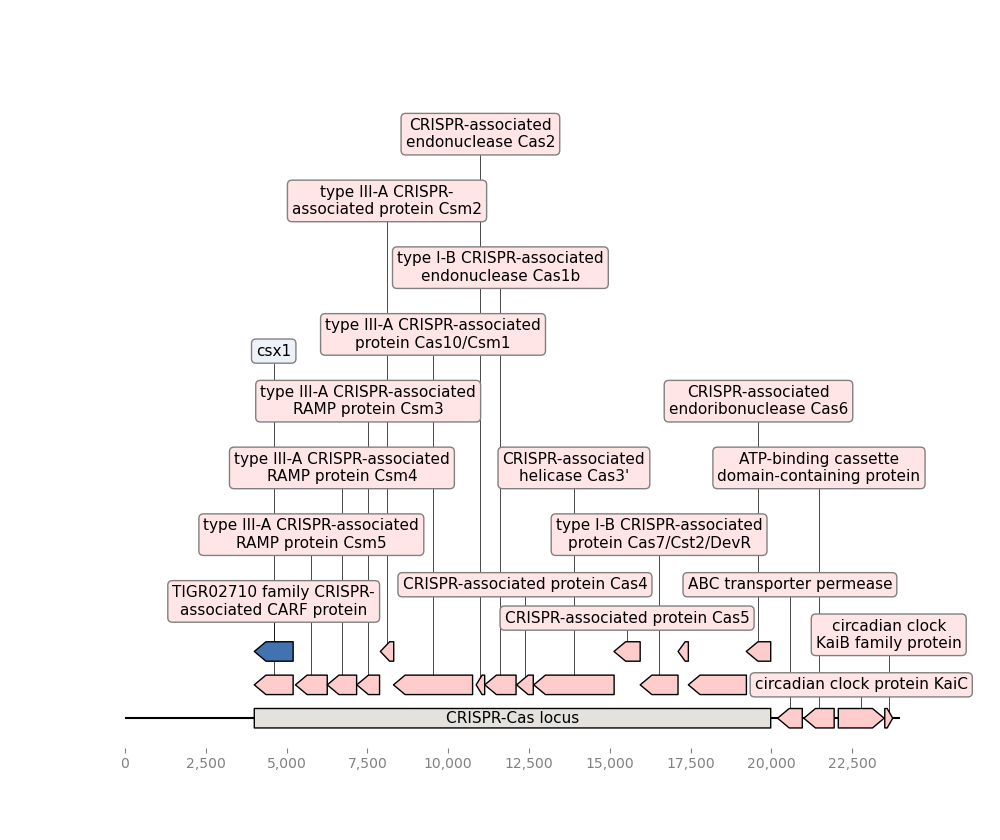 CRISPR-associated
endonuclease Cas2
type III-A CRISPR-
associated protein Csm2
type I-B CRISPR-associated
endonuclease Cas1b
type III-A CRISPR-associated
protein Cas10/Csm1
csx1
type III-A CRISPR-associated
RAMP protein Csm3
CRISPR-associated
endoribonuclease Cas6
type III-A CRISPR-associated
RAMP protein Csm4
CRISPR-associated
helicase Cas3'
ATP-binding cassette
domain-containing protein
type III-A CRISPR-associated
RAMP protein Csm5
type I-B CRISPR-associated
protein Cas7/Cst2/DevR
TIGR02710 family CRISPR-
associated CARF protein
CRISPR-associated protein Cas4
ABC transporter permease
CRISPR-associated protein Cas5
circadian clock
KaiB family protein
circadian clock protein KaiC
CRISPR-Cas locus
0 2,500 5,000 7,500 10,000 12,500 15,000 17,500 20,000 22,500